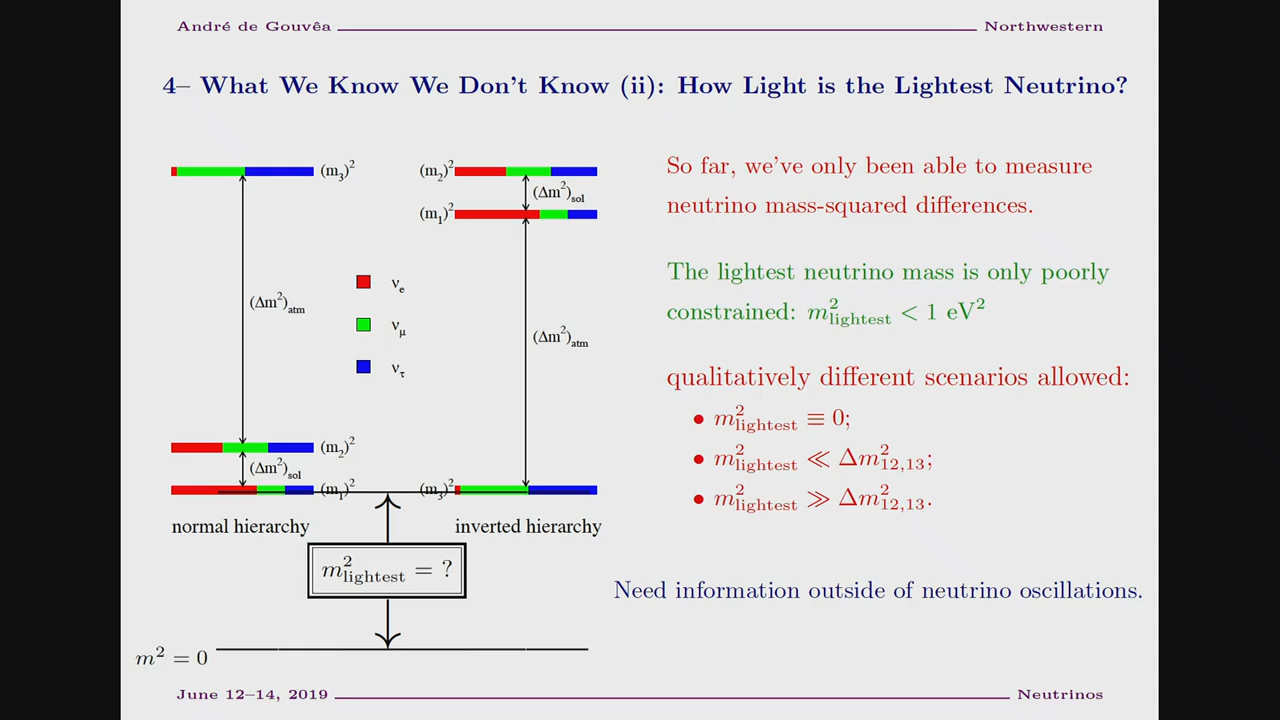 André de Gouvêa Northwestern
4– What We Know We Don't Know (ii): How Light is the Lightest Neutrino?
(m₃)² (m₂)²
(Δm²)sol
(m₁)²
νe
(Δm²)atm
νμ
(Δm²)atm
ντ
(m₂)²
(Δm²)sol
(m₁)² (m₃)²
normal hierarchy inverted hierarchy
m²lightest = ?
m² = 0
So far, we've only been able to measure
neutrino mass-squared differences.
The lightest neutrino mass is only poorly
constrained: m²lightest < 1 eV²
qualitatively different scenarios allowed:
• m²lightest ≡ 0;
• m²lightest ≪ Δm²12,13;
• m²lightest ≫ Δm²12,13.
Need information outside of neutrino oscillations.
June 12–14, 2019 Neutrinos